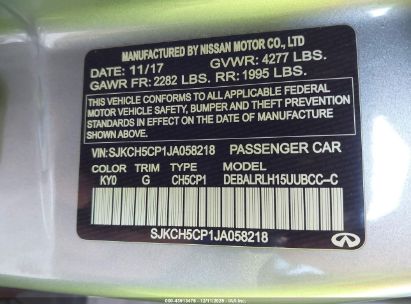 MANUFACTURED BY NISSAN MOTOR CO., LTD
DATE: 11/17 GVWR: 4277 LBS.
GAWR FR: 2282 LBS. RR: 1995 LBS.
THIS CONFORMS TO ALL APPLICABLE FEDERAL
MOTOR VEHICLE SAFETY, BUMPER AND THEFT PREVENTION
STANDARDS IN EFFECT ON THE DATE OF MANUFACTURE
SHOWN ABOVE.
VIN:SJKCH5CP1JA058218 PASSENGER CAR
COLOR TRIM TYPE MODEL
KY0 G CH5CP1 DEBALRLH15UUBCC-C
SJKCH5CP1JA058218